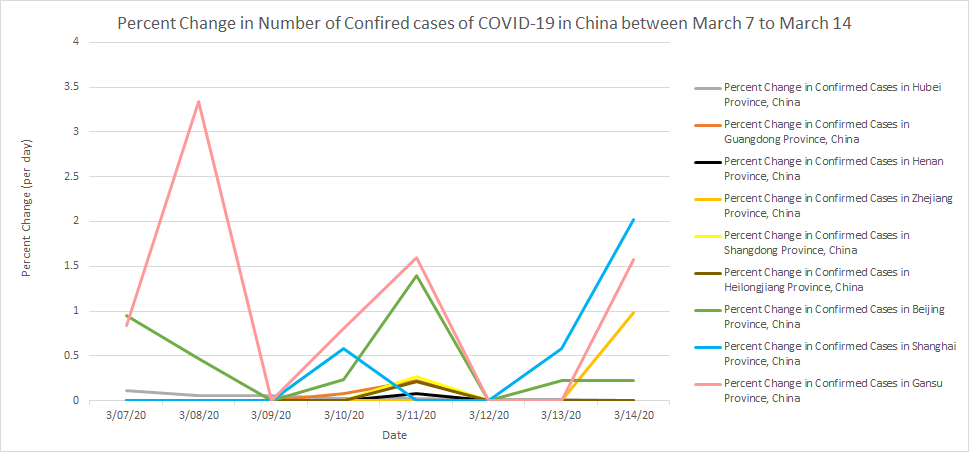 Percent Change in Number of Confired cases of COVID-19 in China between March 7 to March 14
4
3.5
3
2.5
2
1.5
1
0.5
0
Percent Change (per day)
3/07/20 3/08/20 3/09/20 3/10/20 3/11/20 3/12/20 3/13/20 3/14/20
Date
Percent Change in Confirmed Cases in Hubei
Province, China
Percent Change in Confirmed Cases in
Guangdong Province, China
Percent Change in Confirmed Cases in Henan
Province, China
Percent Change in Confirmed Cases in Zhejiang
Province, China
Percent Change in Confirmed Cases in
Shangdong Province, China
Percent Change in Confirmed Cases in
Heilongjiang Province, China
Percent Change in Confirmed Cases in Beijing
Province, China
Percent Change in Confirmed Cases in Shanghai
Province, China
Percent Change in Confirmed Cases in Gansu
Province, China